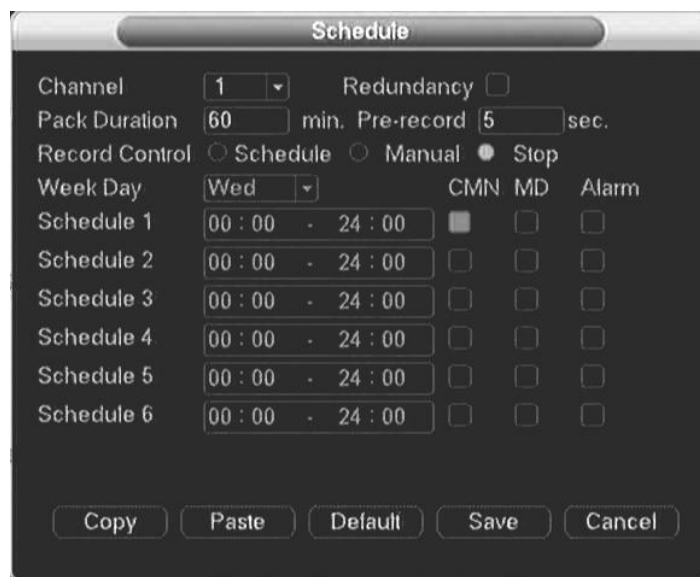 Schedule
Channel 1 Redundancy
Pack Duration 60 min. Pre-record 5 sec.
Record Control Schedule Manual Stop
Week Day Wed CMN MD Alarm
Schedule 1 00:00 - 24:00
Schedule 2 00:00 - 24:00
Schedule 3 00:00 - 24:00
Schedule 4 00:00 - 24:00
Schedule 5 00:00 - 24:00
Schedule 6 00:00 - 24:00
Copy Paste Default Save Cancel